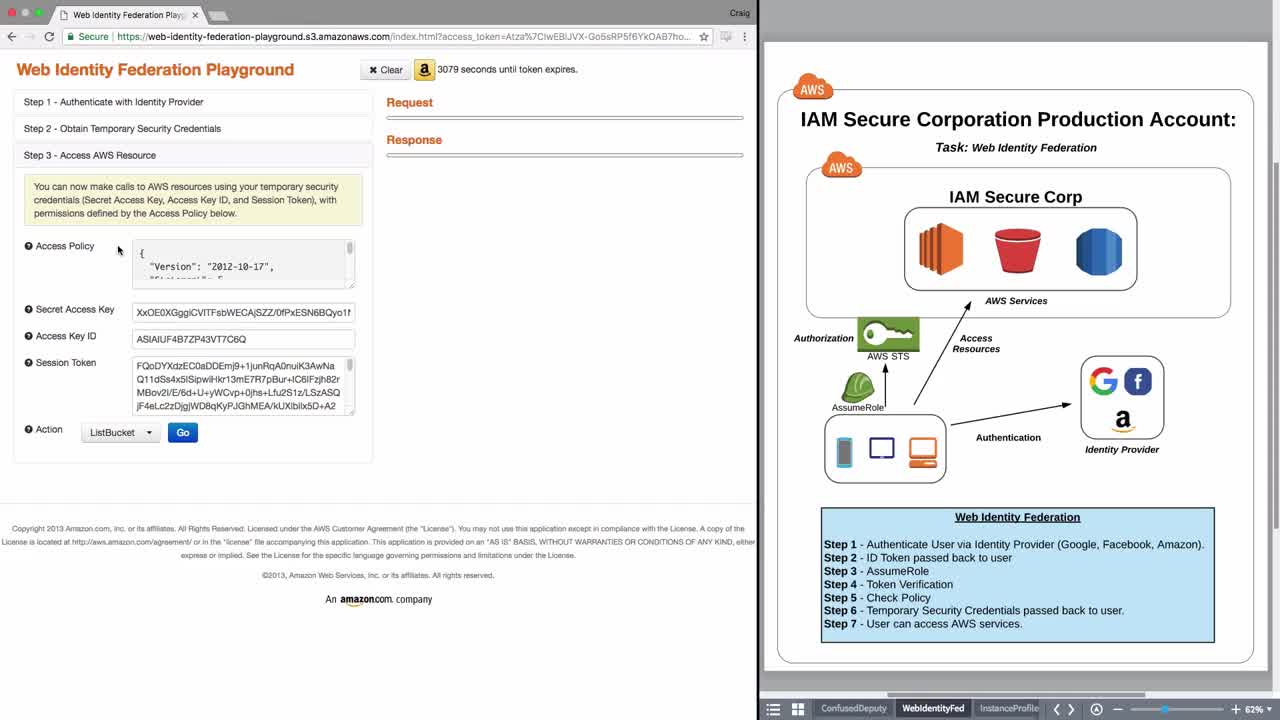 Web Identity Federation Playg
Craig
Secure
https://web-identity-federation-playground.s3.amazonaws.com/index.html?access_token=Atza%7CIwEBIJVX-Go5sRP5f6YkOAB7ho...
Web Identity Federation Playground
Clear
3079 seconds until token expires.
Step 1 - Authenticate with Identity Provider
Step 2 - Obtain Temporary Security Credentials
Step 3 - Access AWS Resource
You can now make calls to AWS resources using your temporary security
credentials (Secret Access Key, Access Key ID, and Session Token), with
permissions defined by the Access Policy below.
Access Policy
{
"Version": "2012-10-17",
Secret Access Key
Access Key ID
ASIAIUF4B7ZP43VT7C6Q
Session Token
Action
ListBucket
Go
Request
Response
Copyright 2013 Amazon.com, Inc. or its affiliates. All Rights Reserved. Licensed under the AWS Customer Agreement (the "License"). You may not use this application except in compliance with the License. A copy of the
License is located at http://aws.amazon.com/agreement/ or in the "license" file accompanying this application. This application is provided on an "AS IS" BASIS, WITHOUT WARRANTIES OR CONDITIONS OF ANY KIND, either
express or implied. See the License for the specific language governing permissions and limitations under the License.
©2013, Amazon Web Services, Inc. or its affiliates. All rights reserved.
An amazon.com company
AWS
IAM Secure Corporation Production Account:
Task: Web Identity Federation
AWS
IAM Secure Corp
AWS Services
Authorization
AWS STS
Access
Resources
AssumeRole
Authentication
Identity Provider
Web Identity Federation
Step 1 - Authenticate User via Identity Provider (Google, Facebook, Amazon).
Step 2 - ID Token passed back to user
Step 3 - AssumeRole
Step 4 - Token Verification
Step 5 - Check Policy
Step 6 - Temporary Security Credentials passed back to user.
Step 7 - User can access AWS services.
ConfusedDeputy
WebIdentityFed
InstanceProfile
62%